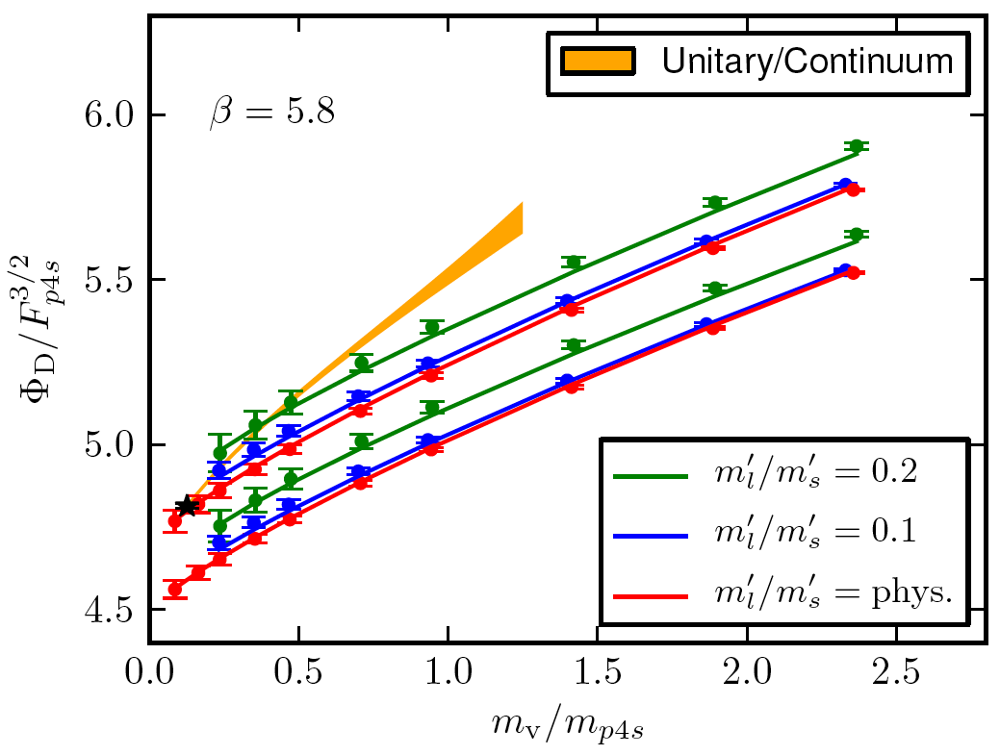 Unitary/Continuum
β = 5.8
6.0
5.5
5.0
4.5
Φ_D/F_{p4s}^{3/2}
m'_l/m'_s = 0.2
m'_l/m'_s = 0.1
m'_l/m'_s = phys.
0.0 0.5 1.0 1.5 2.0 2.5
m_v/m_{p4s}